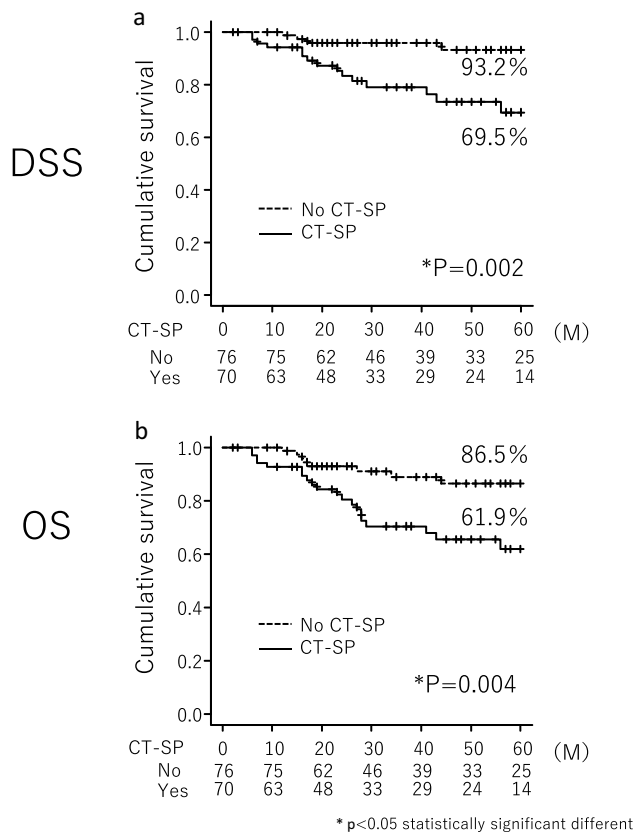 a
DSS
Cumulative survival
1.0
0.8
0.6
0.4
0.2
0.0
93.2%
69.5%
No CT-SP
CT-SP
*P=0.002
CT-SP 0 10 20 30 40 50 60 (M)
No 76 75 62 46 39 33 25
Yes 70 63 48 33 29 24 14
b
OS
Cumulative survival
1.0
0.8
0.6
0.4
0.2
0.0
86.5%
61.9%
No CT-SP
CT-SP
*P=0.004
CT-SP 0 10 20 30 40 50 60 (M)
No 76 75 62 46 39 33 25
Yes 70 63 48 33 29 24 14
* p<0.05 statistically significant different